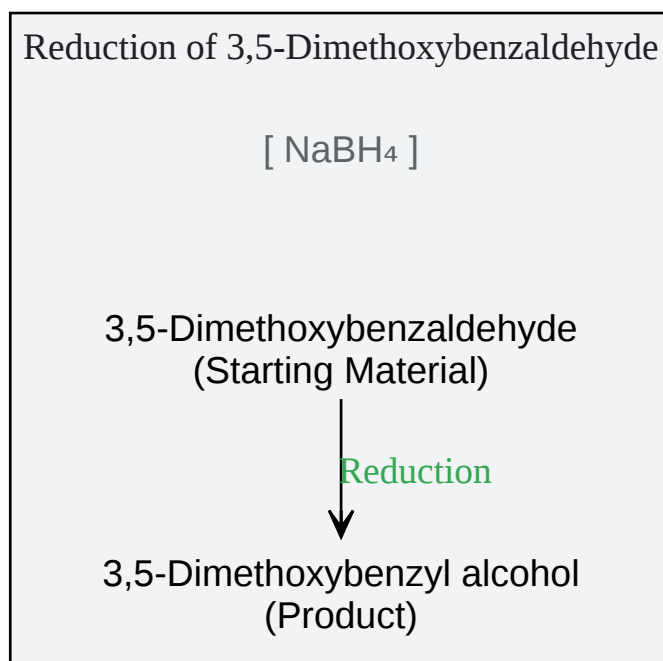 Reduction of 3,5-Dimethoxybenzaldehyde
[ NaBH₄ ]
3,5-Dimethoxybenzaldehyde
(Starting Material)
Reduction
3,5-Dimethoxybenzyl alcohol
(Product)